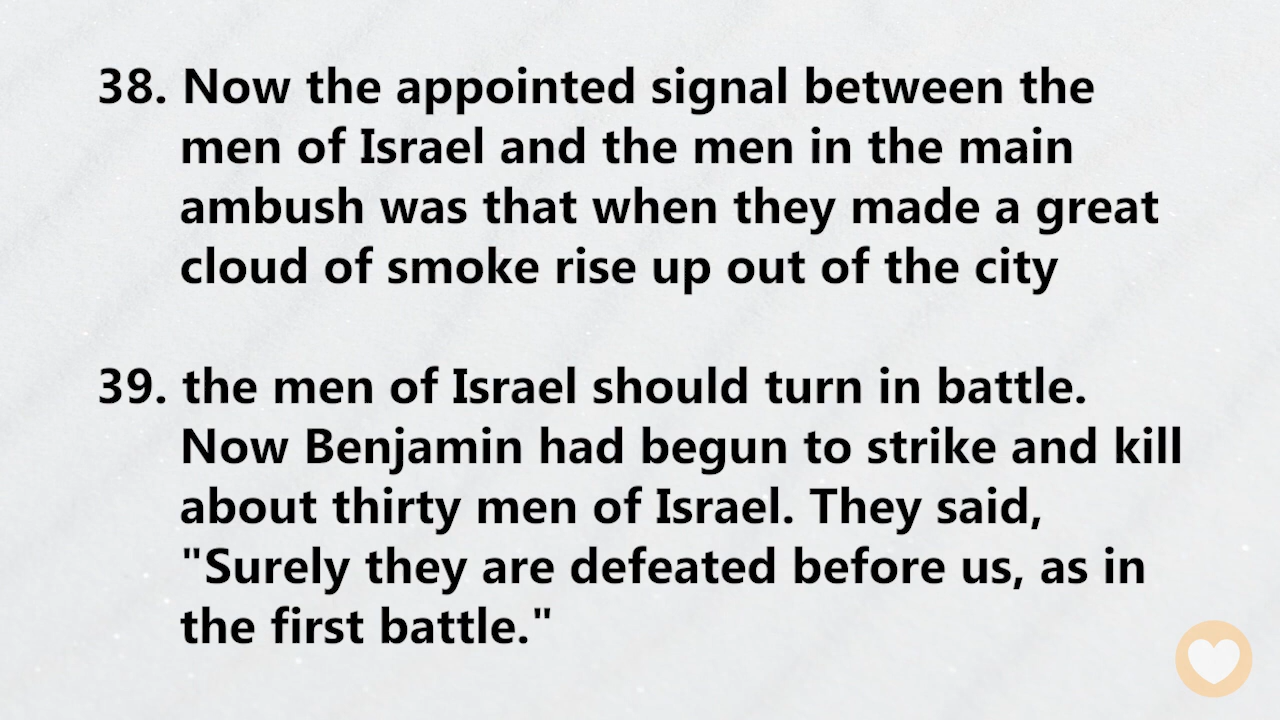 38. Now the appointed signal between the
men of Israel and the men in the main
ambush was that when they made a great
cloud of smoke rise up out of the city
39. the men of Israel should turn in battle.
Now Benjamin had begun to strike and kill
about thirty men of Israel. They said,
"Surely they are defeated before us, as in
the first battle."